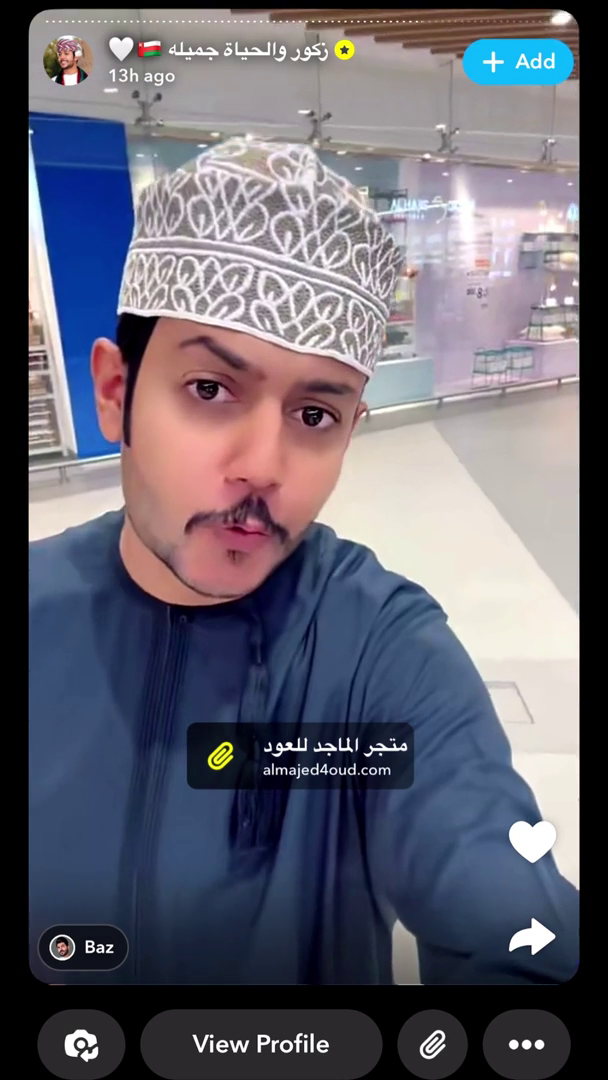 زكور والحياة جميله 🇴🇲🤍
13h ago
Add
متجر الماجد للعود
almajed4oud.com
Baz
View Profile